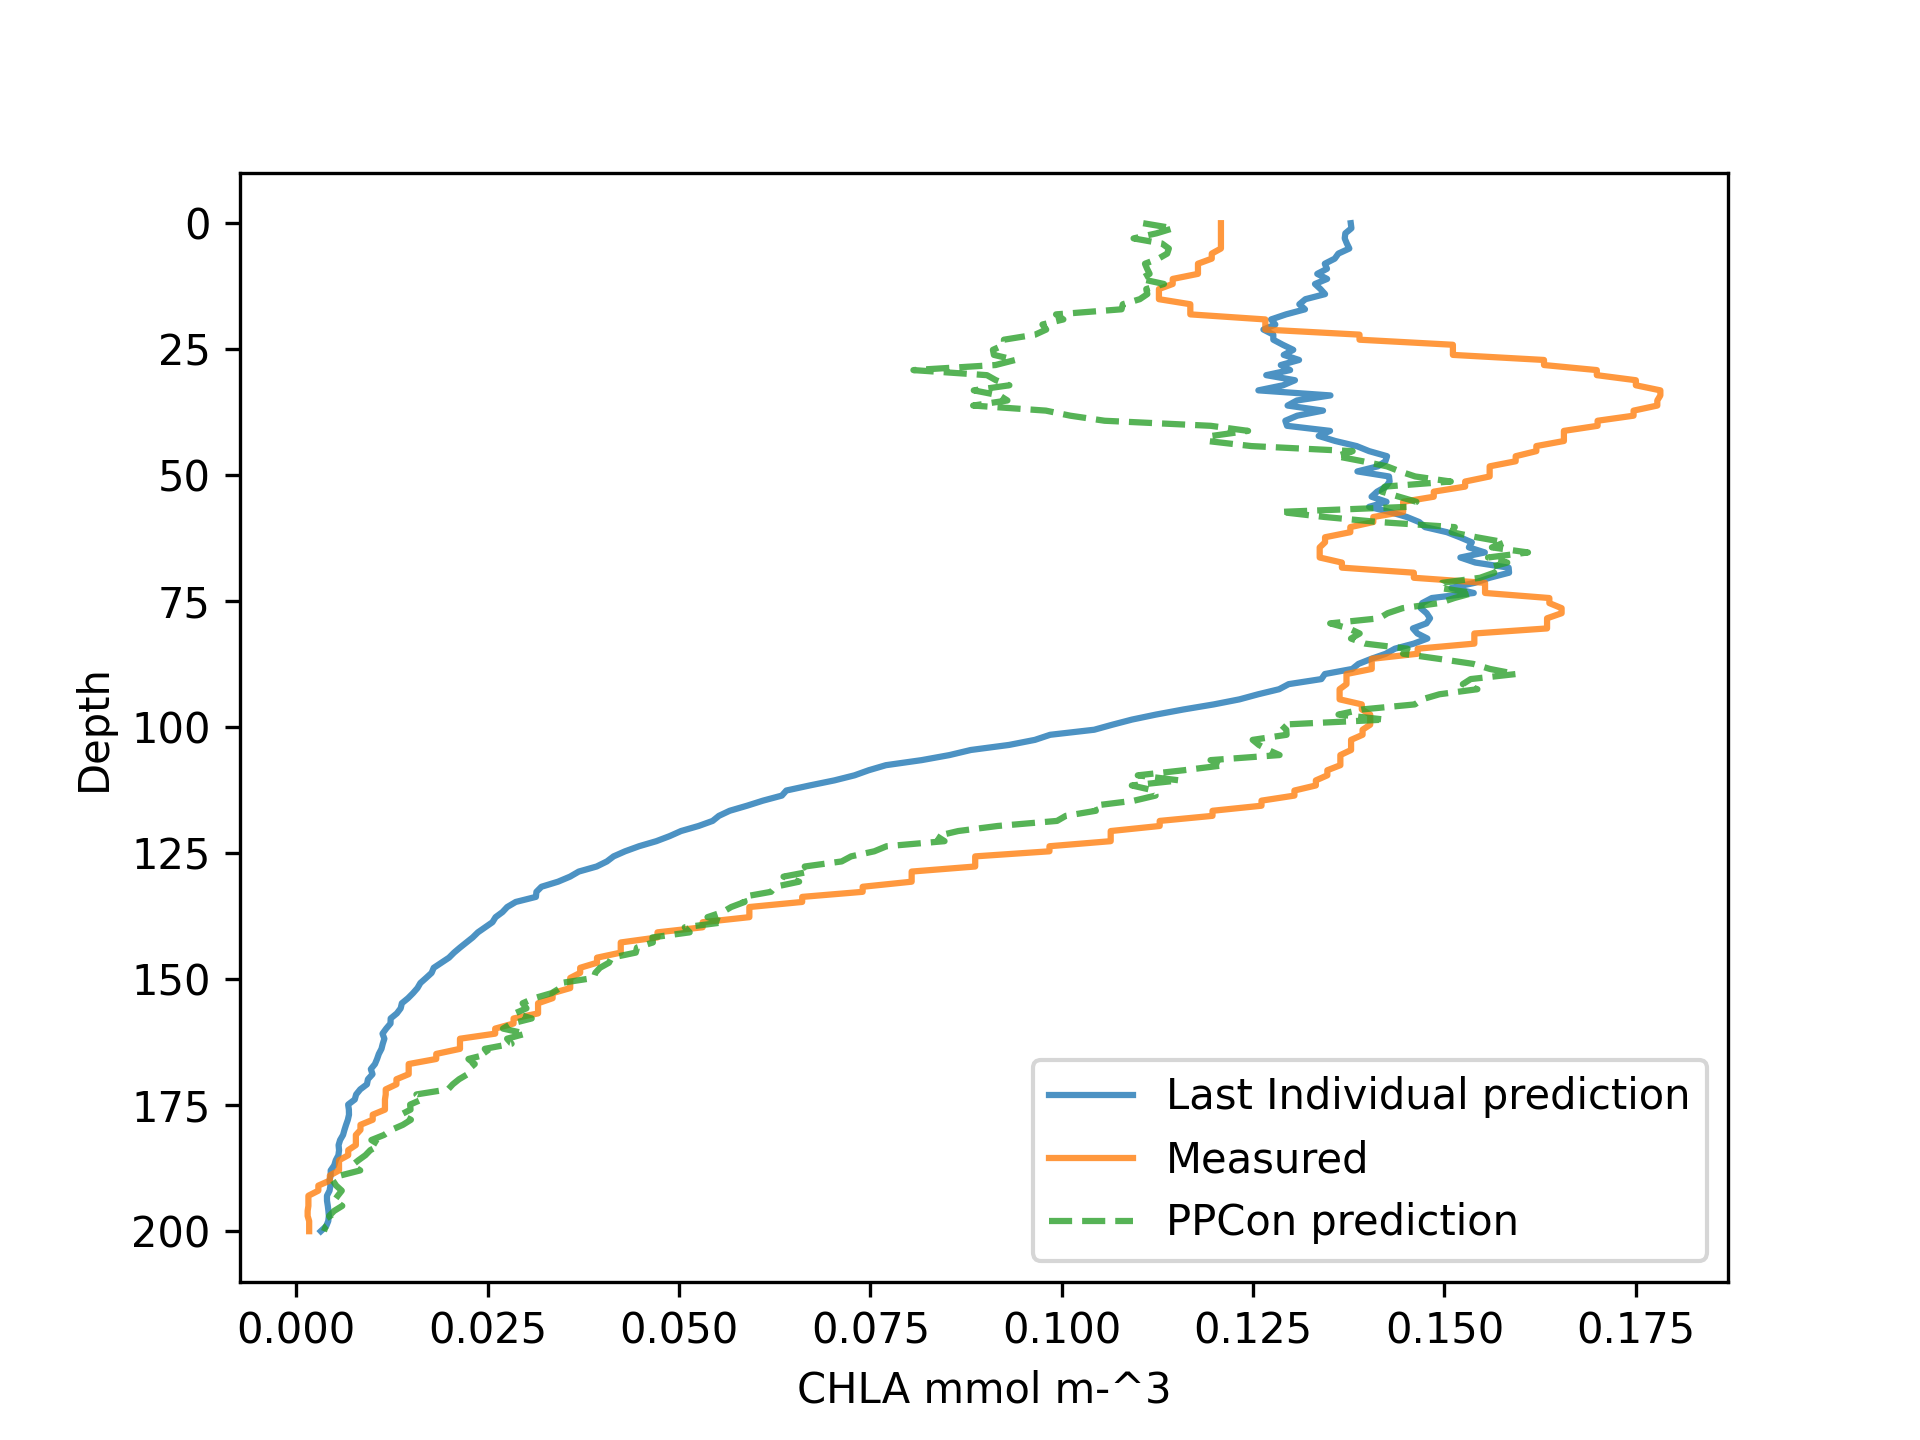 0
25
50
75
100
125
150
175
200
Depth
Last Individual prediction
Measured
PPCon prediction
0.000 0.025 0.050 0.075 0.100 0.125 0.150 0.175
CHLA mmol m-^3